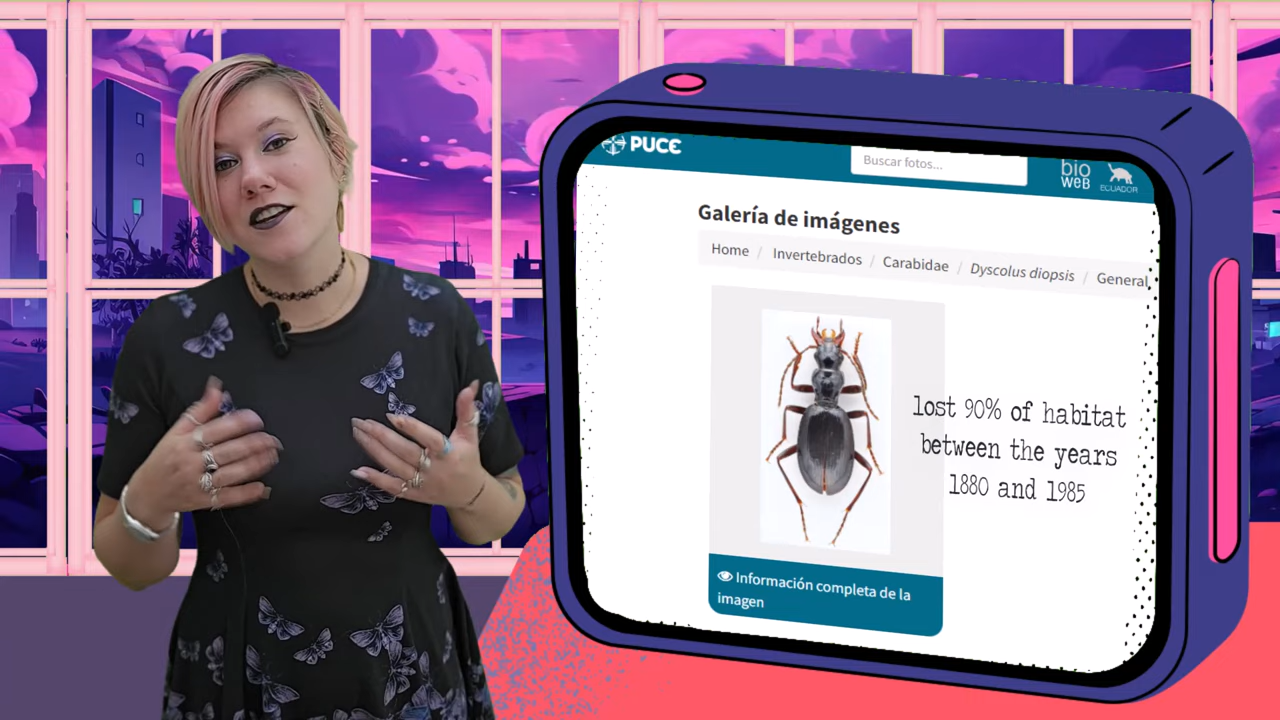 PUCE
Buscar fotos...
bio
weB
ECUADOR
Galería de imágenes
Home / Invertebrados / Carabidae / Dyscolus diopsis / General
lost 90% of habitat
between the years
1880 and 1985
Información completa de la
imagen